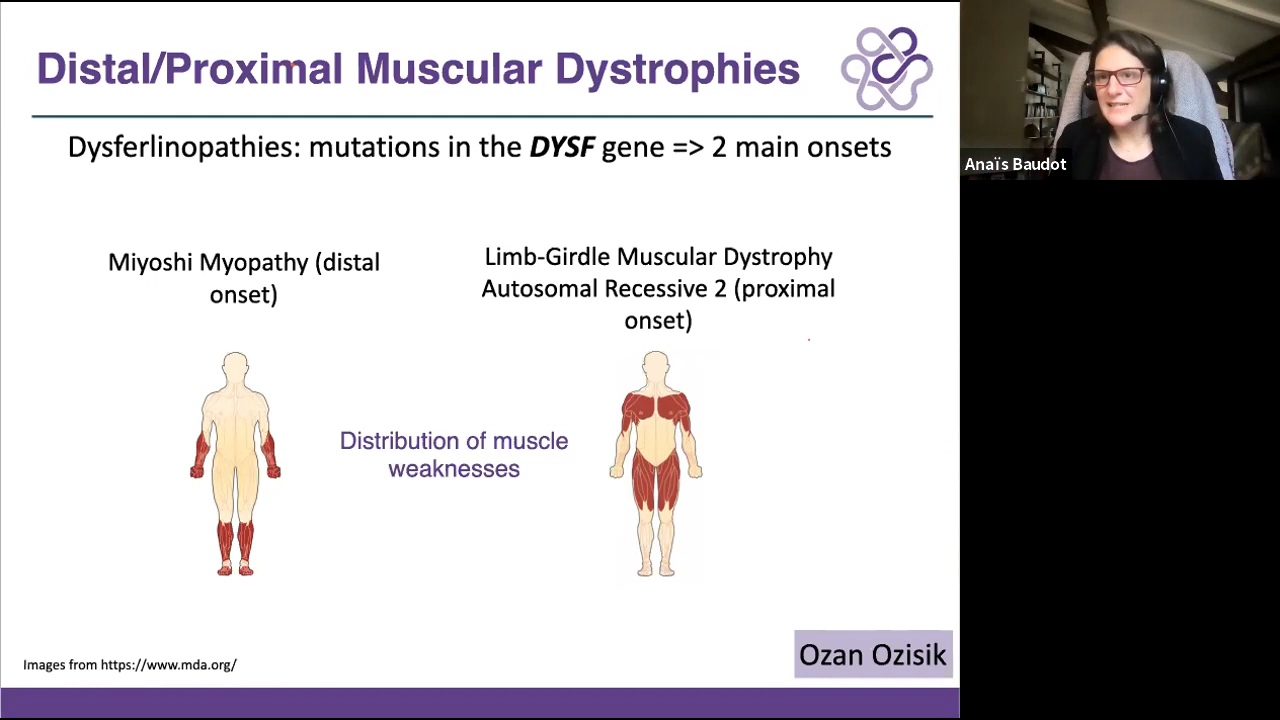 Distal/Proximal Muscular Dystrophies
Dysferlinopathies: mutations in the DYSF gene => 2 main onsets
Miyoshi Myopathy (distal
onset)
Limb-Girdle Muscular Dystrophy
Autosomal Recessive 2 (proximal
onset)
Distribution of muscle
weaknesses
Ozan Ozisik
Images from https://www.mda.org/
Anaïs Baudot